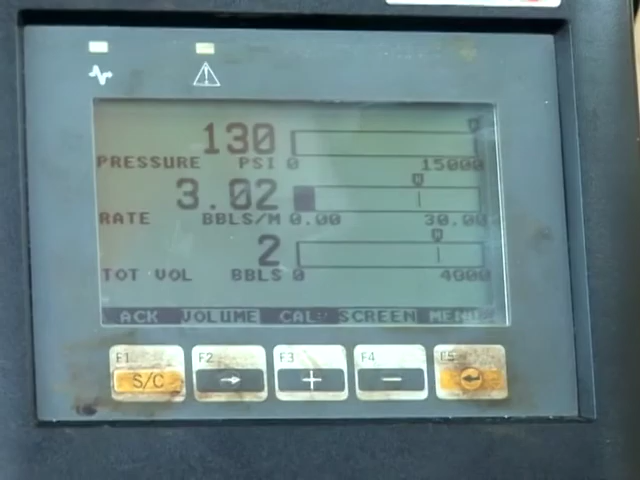 130
PRESSURE PSI 0 15000
3.02
RATE BBLS/M 0.00 30.00
2
TOT VOL BBLS 0 4000
ACK VOLUME CAL SCREEN MENU
F1 F2 F3 F4 F5
S/C → + − ↵